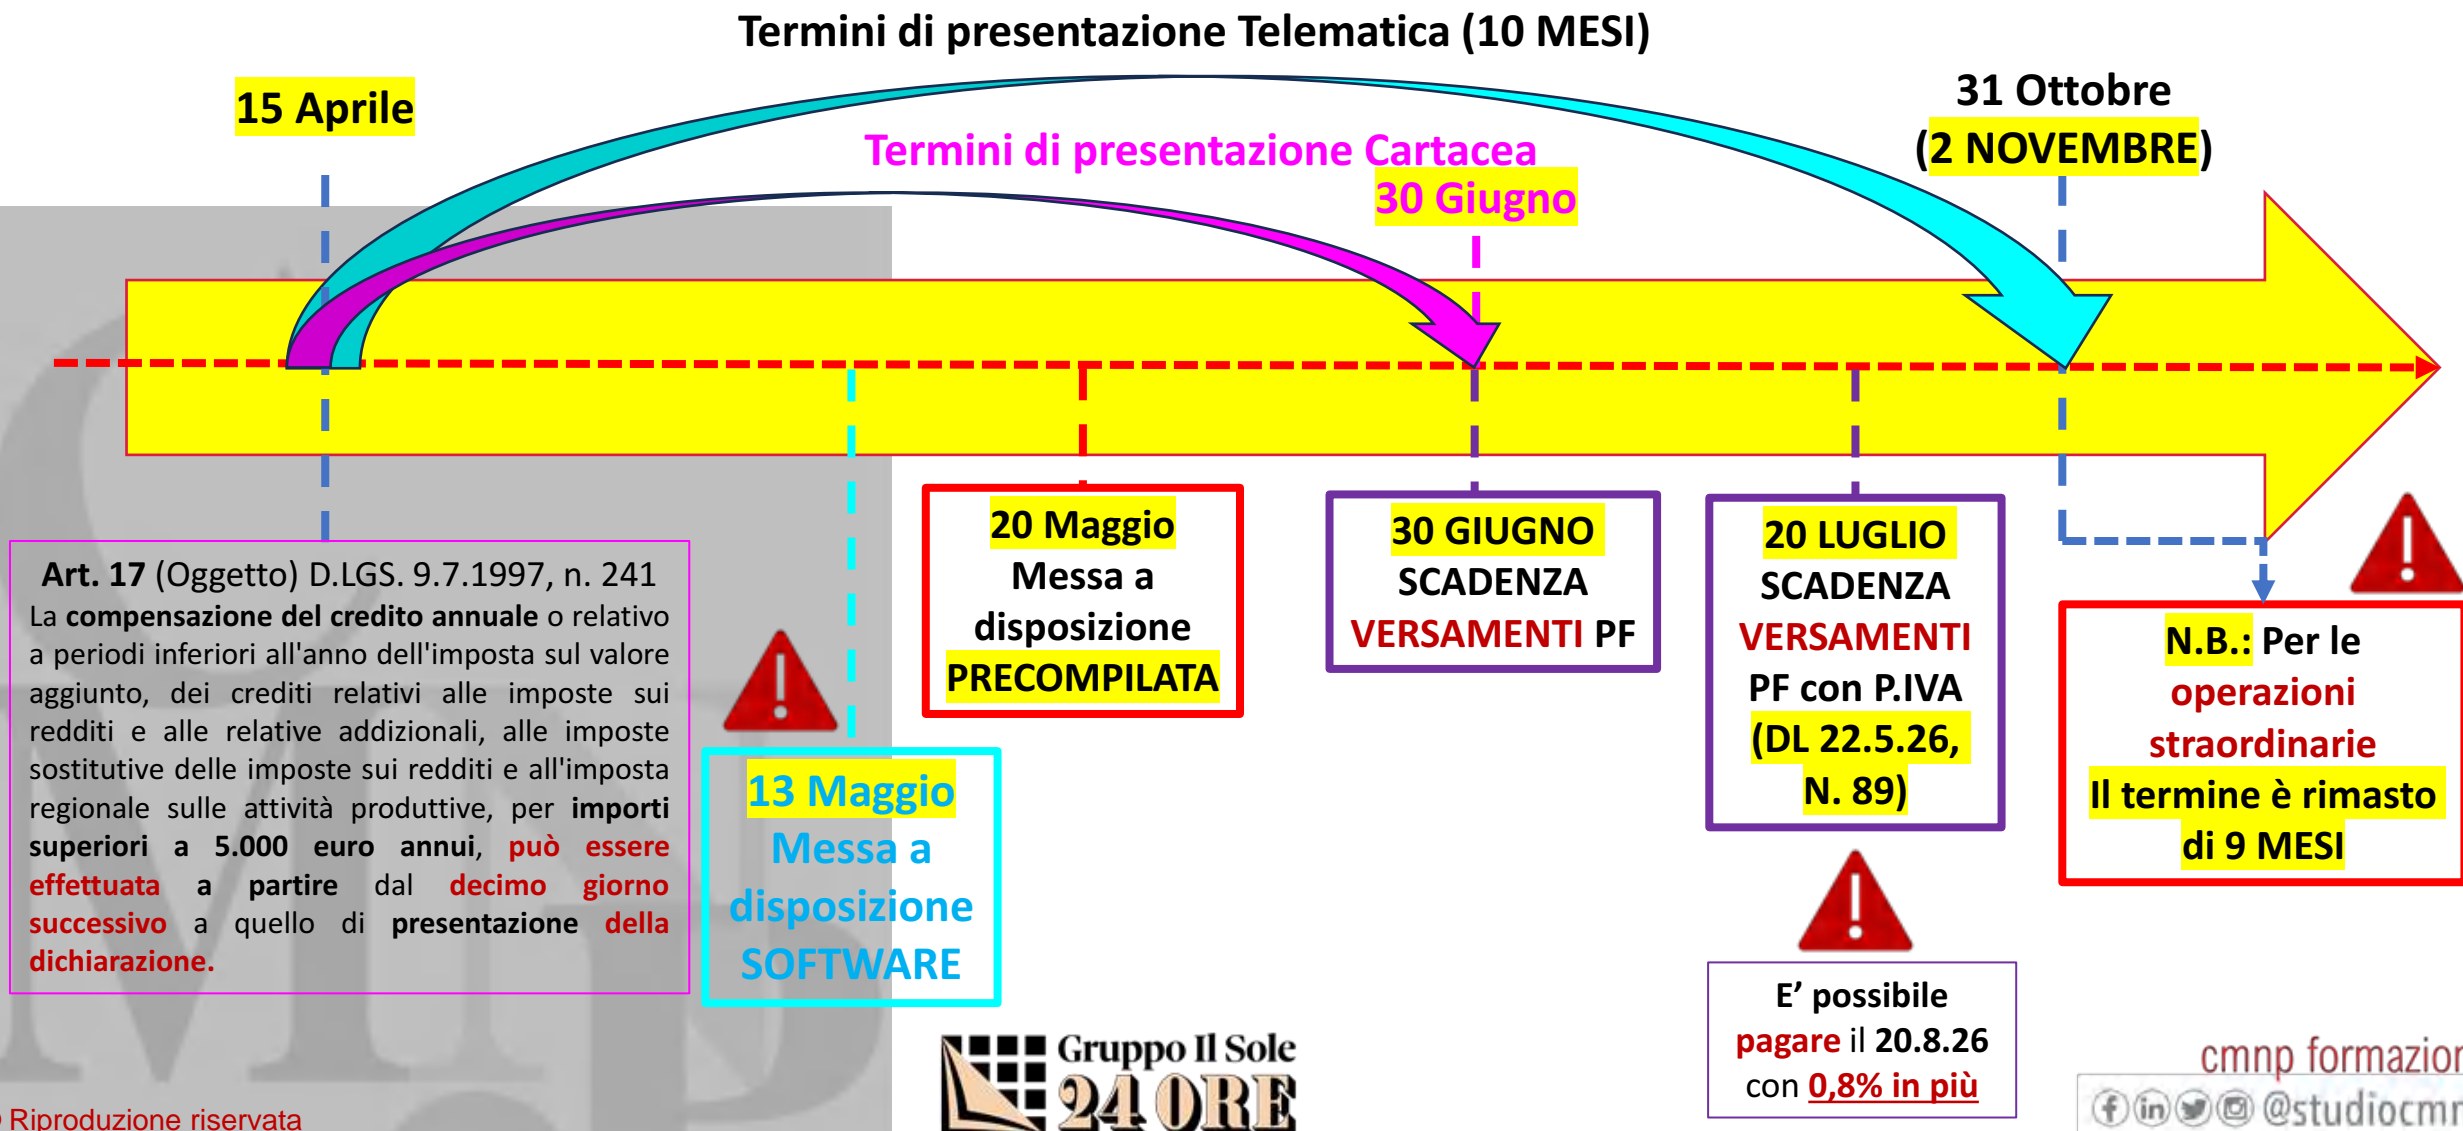 Termini di presentazione Telematica (10 MESI)
15 Aprile
31 Ottobre
(2 NOVEMBRE)
Termini di presentazione Cartacea
30 Giugno
Art. 17 (Oggetto) D.LGS. 9.7.1997, n. 241
La compensazione del credito annuale o relativo
a periodi inferiori all'anno dell'imposta sul valore
aggiunto, dei crediti relativi alle imposte sui
redditi e alle relative addizionali, alle imposte
sostitutive delle imposte sui redditi e all'imposta
regionale sulle attività produttive, per importi
superiori a 5.000 euro annui, può essere
effettuata a partire dal decimo giorno
successivo a quello di presentazione della
dichiarazione.
13 Maggio
Messa a
disposizione
SOFTWARE
20 Maggio
Messa a
disposizione
PRECOMPILATA
30 GIUGNO
SCADENZA
VERSAMENTI PF
20 LUGLIO
SCADENZA
VERSAMENTI
PF con P.IVA
(DL 22.5.26,
N. 89)
E' possibile
pagare il 20.8.26
con 0,8% in più
N.B.: Per le
operazioni
straordinarie
Il termine è rimasto
di 9 MESI
Gruppo Il Sole
24 ORE
cmnp formazion
@studiocmn
Riproduzione riservata